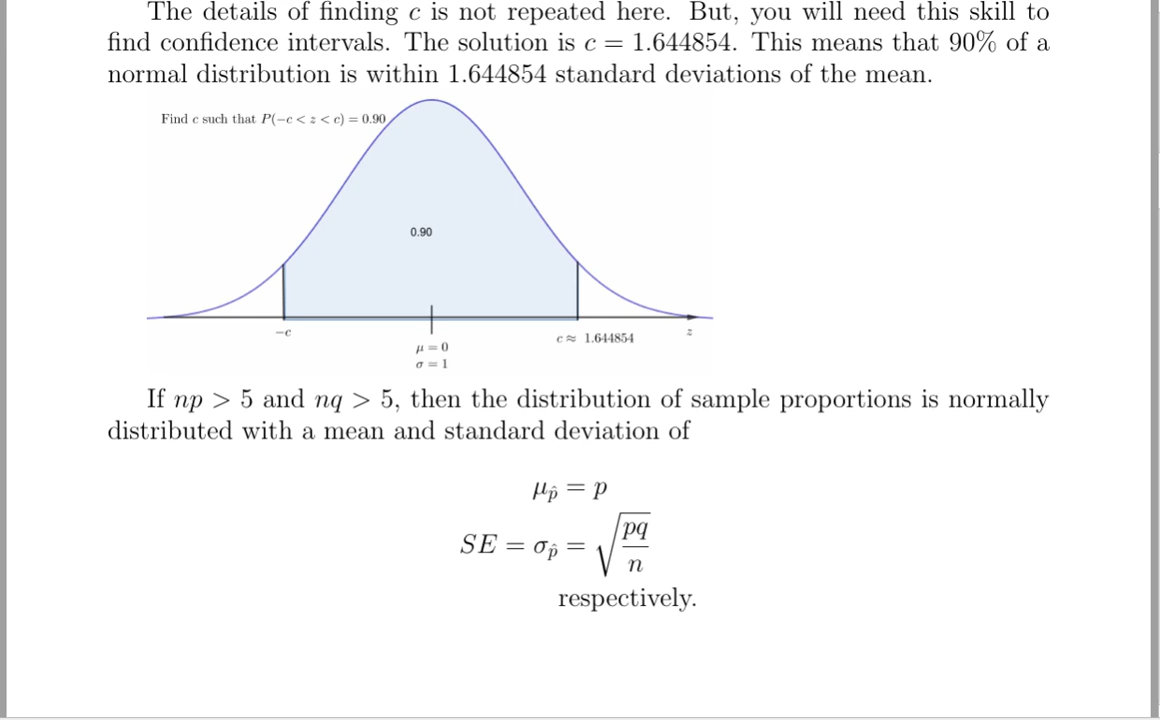 The details of finding c is not repeated here. But, you will need this skill to
find confidence intervals. The solution is c = 1.644854. This means that 90% of a
normal distribution is within 1.644854 standard deviations of the mean.
Find c such that P(−c < z < c) = 0.90
0.90
−c
c ≈ 1.644854
z
μ = 0
σ = 1
If np > 5 and nq > 5, then the distribution of sample proportions is normally
distributed with a mean and standard deviation of
μ_p̂ = p
SE = σ_p̂ = √(pq/n)
respectively.